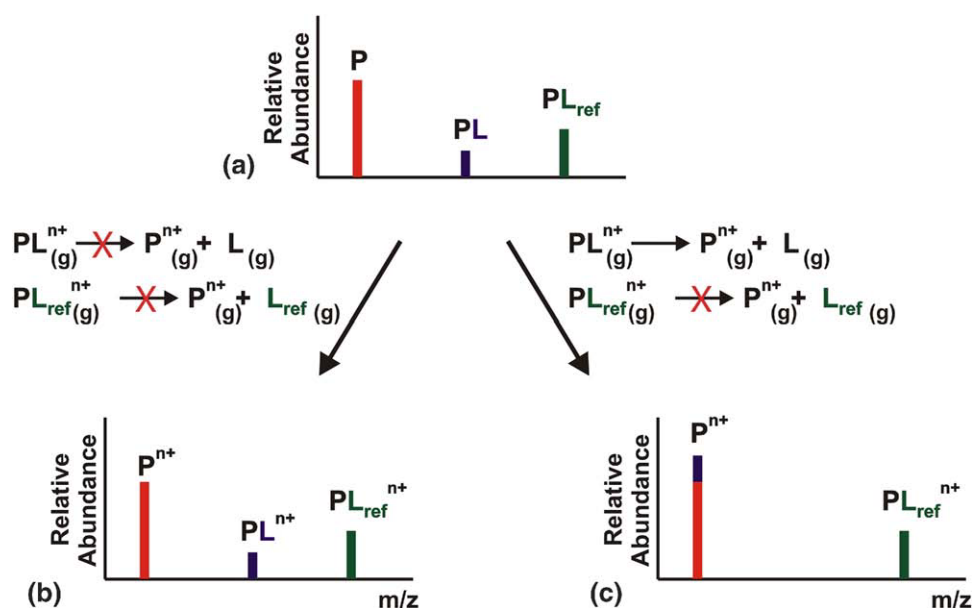 P
PL
PLref
Relative
Abundance
(a)
PL(g)n+ → P(g)n+ + L(g)
PLref(g)n+ → P(g)n+ + Lref(g)
PL(g)n+ → P(g)n+ + L(g)
PLref(g)n+ → P(g)n+ + Lref(g)
Pn+
PLn+
PLrefn+
Relative
Abundance
(b)
m/z
Pn+
PLrefn+
Relative
Abundance
(c)
m/z